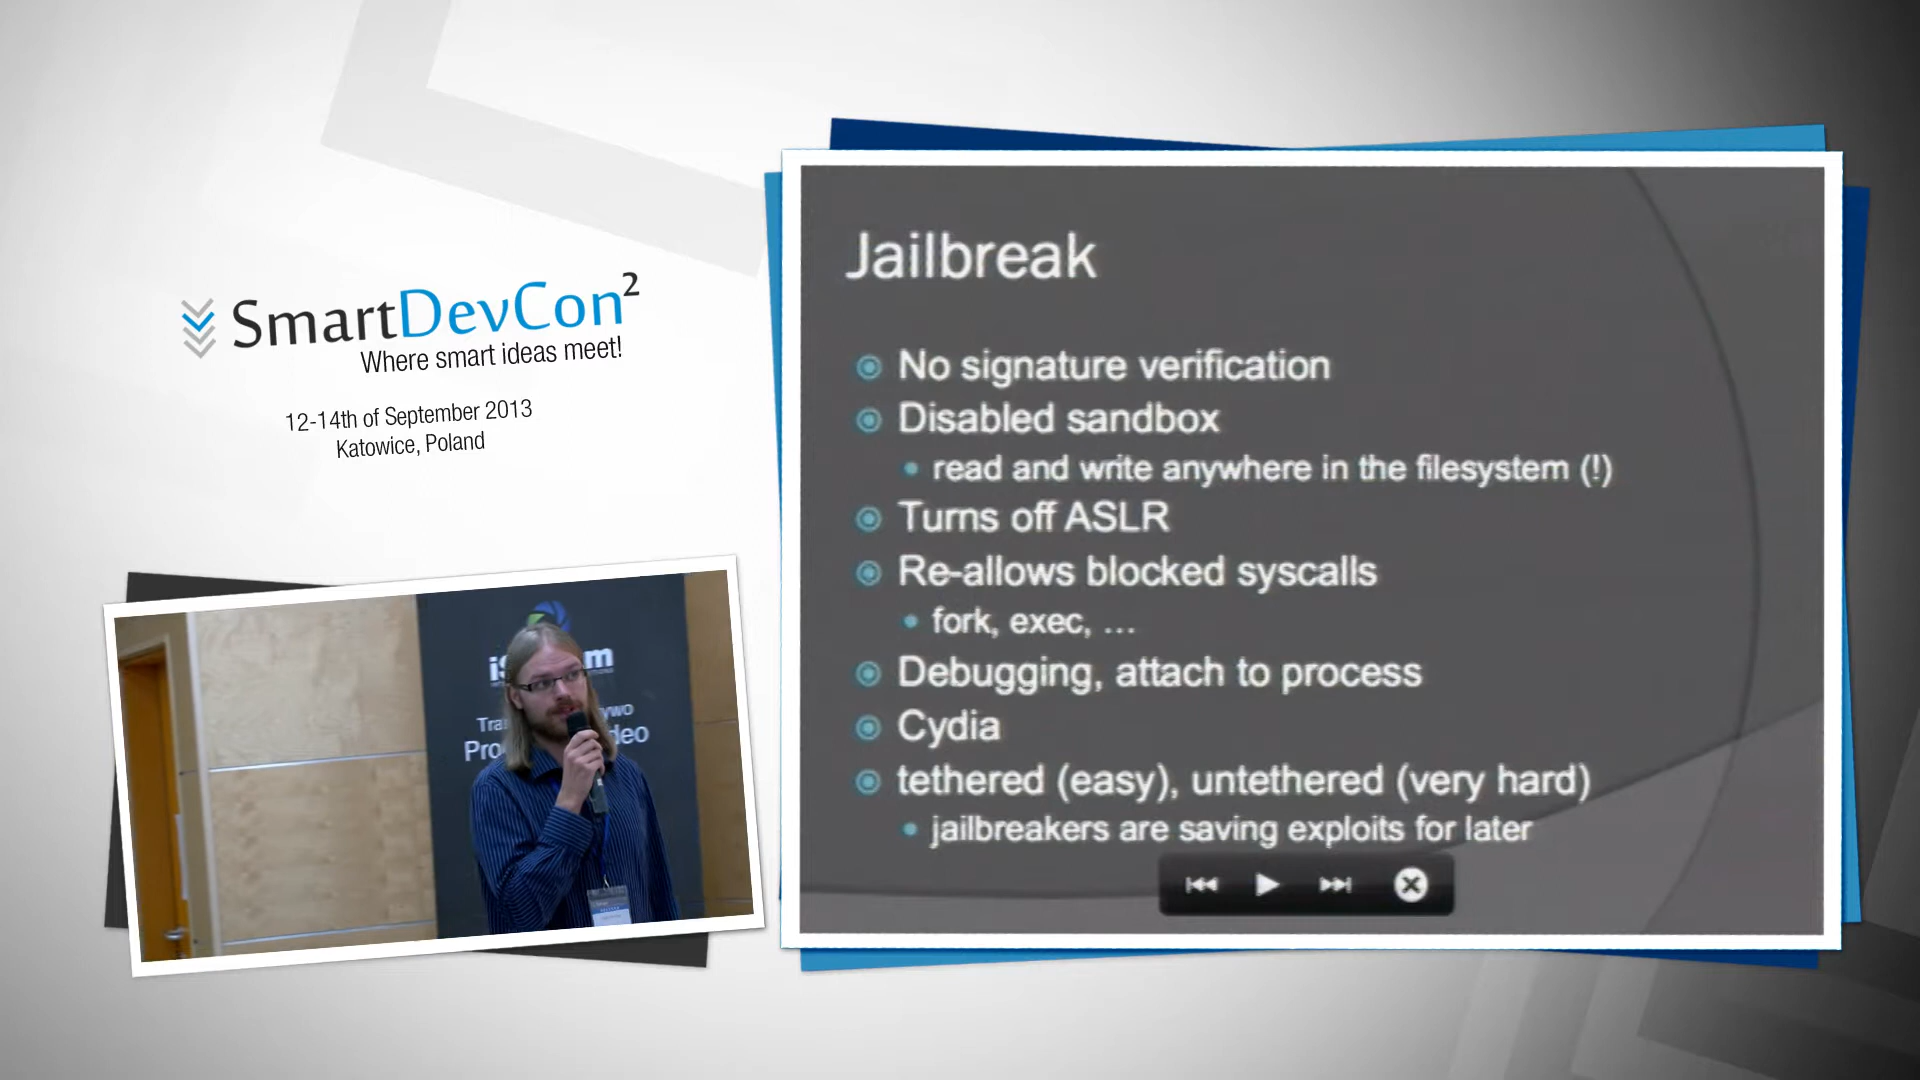 SmartDevCon²
Where smart ideas meet!
12-14th of September 2013
Katowice, Poland
Jailbreak
No signature verification
Disabled sandbox
read and write anywhere in the filesystem (!)
Turns off ASLR
Re-allows blocked syscalls
fork, exec, ...
Debugging, attach to process
Cydia
tethered (easy), untethered (very hard)
jailbreakers are saving exploits for later